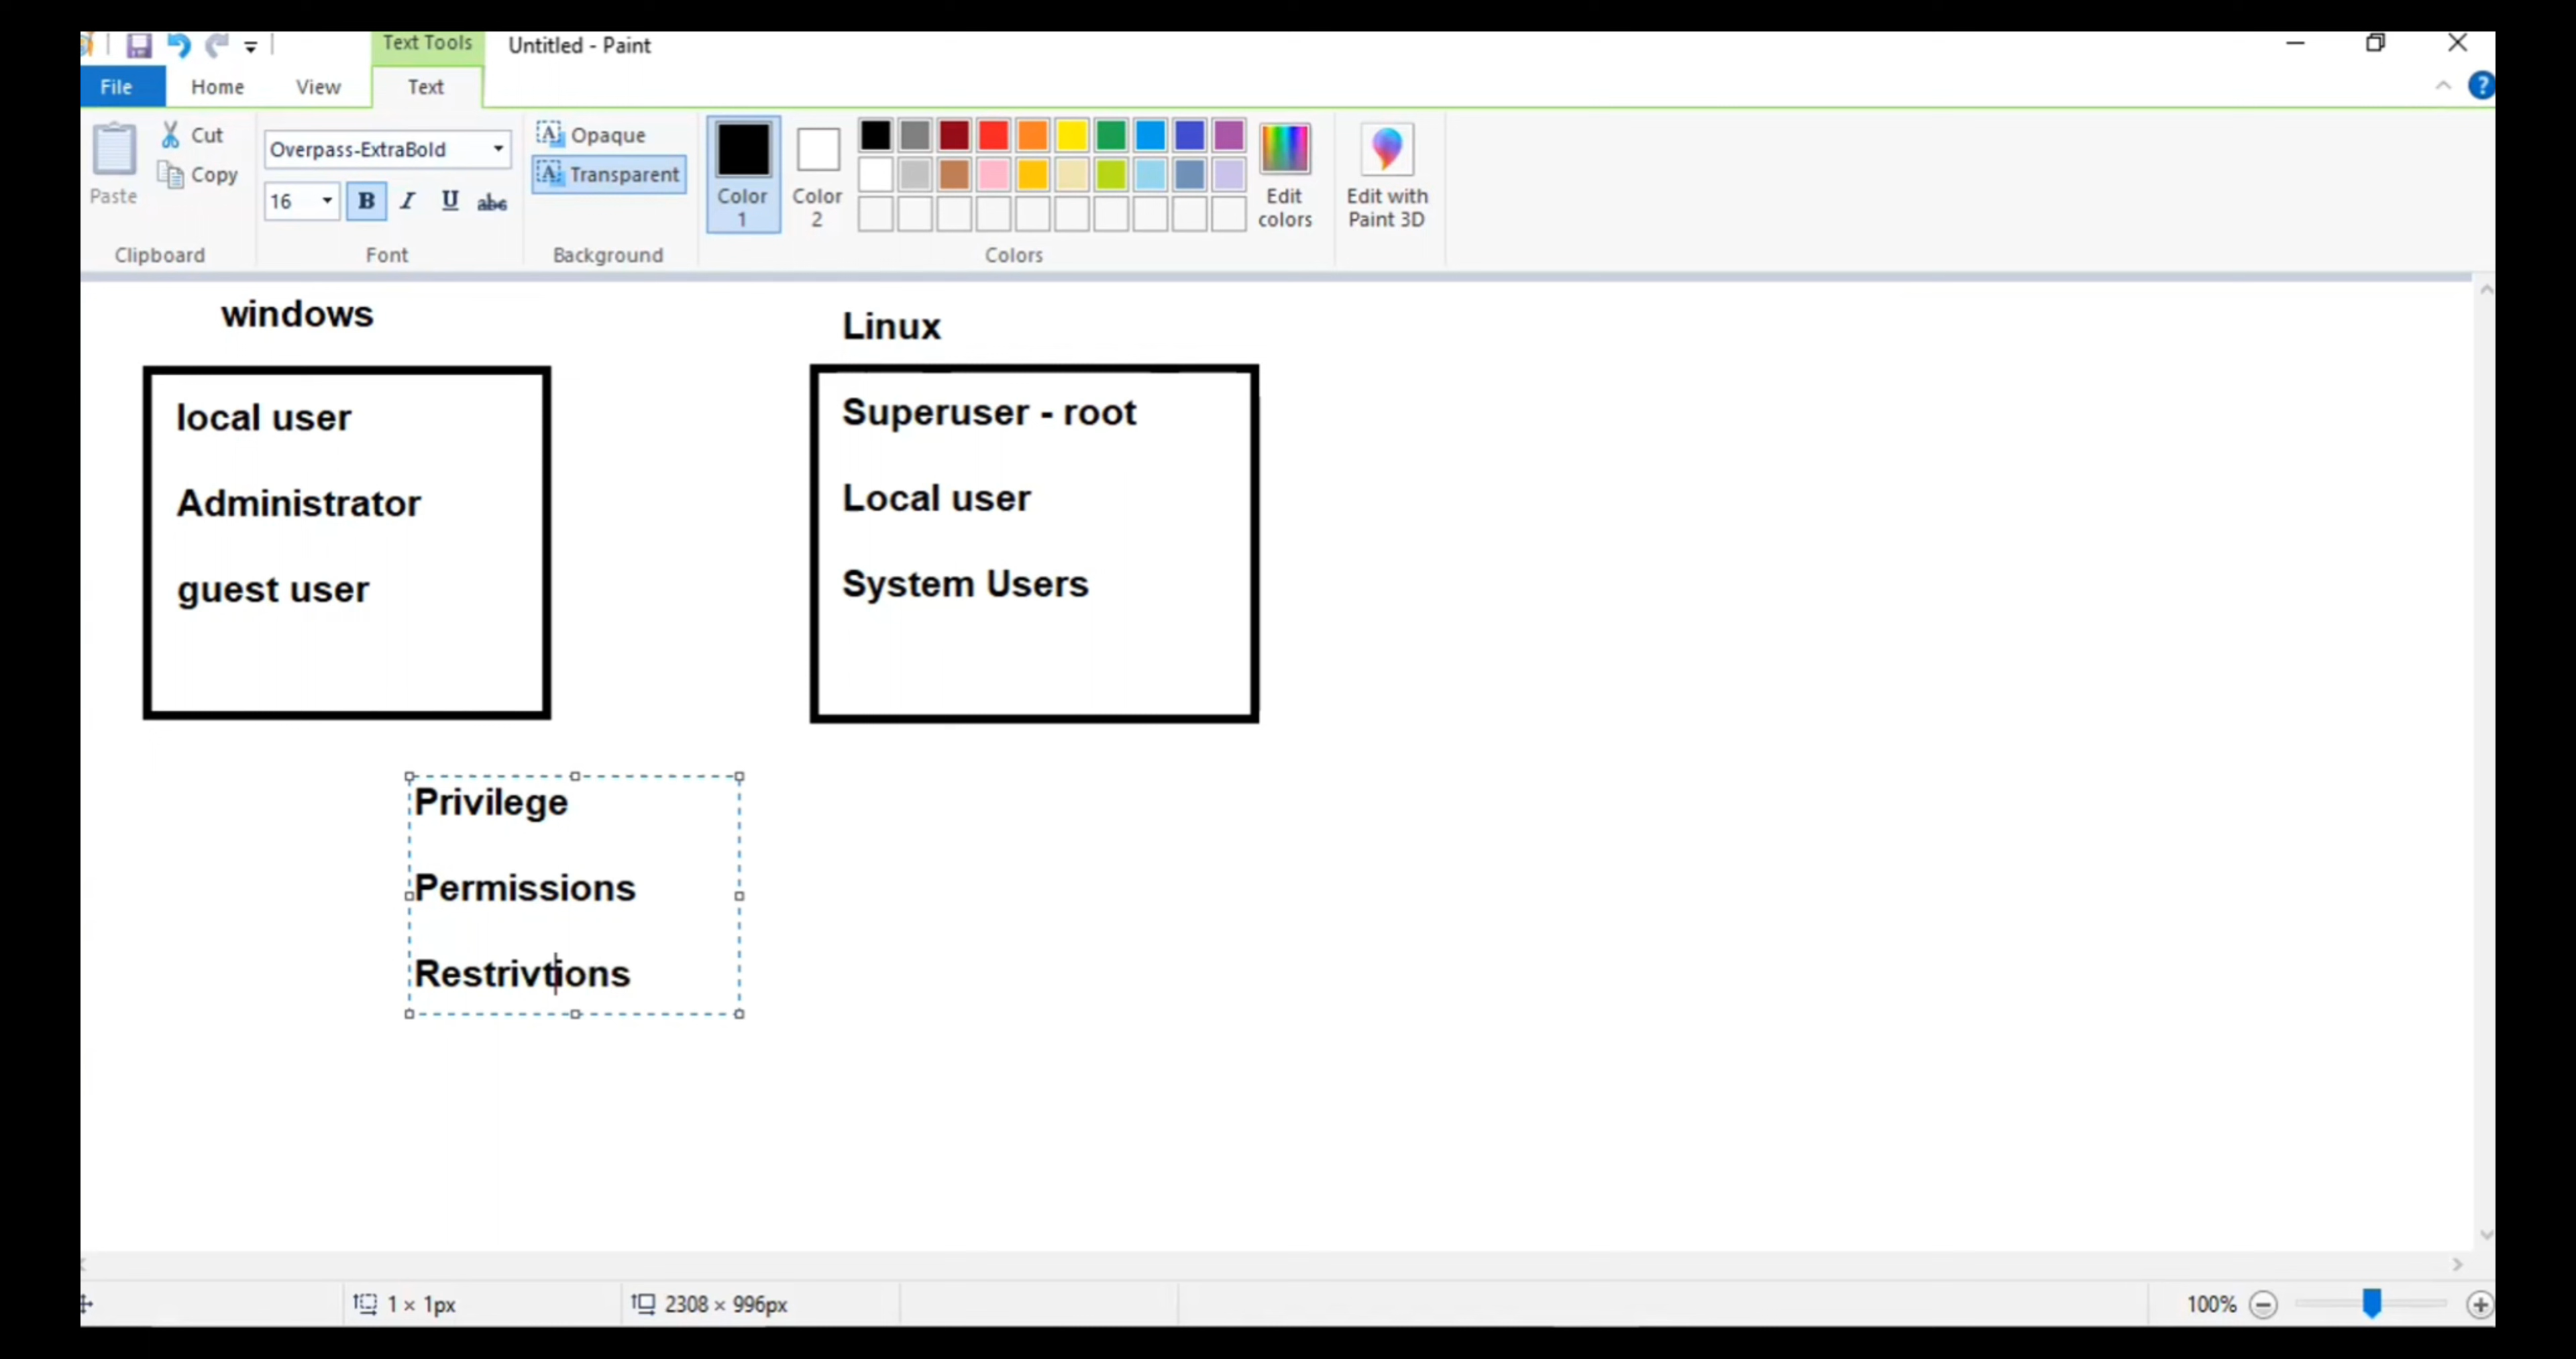 Text Tools
Untitled - Paint
File
Home
View
Text
Paste
Cut
Copy
Clipboard
Overpass-ExtraBold
16
B I U abc
Font
Opaque
Transparent
Background
Color 1
Color 2
Edit colors
Colors
Edit with Paint 3D
windows
local user
Administrator
guest user
Linux
Superuser - root
Local user
System Users
Privilege
Permissions
Restrivtions
1 × 1px
2308 × 996px
100%